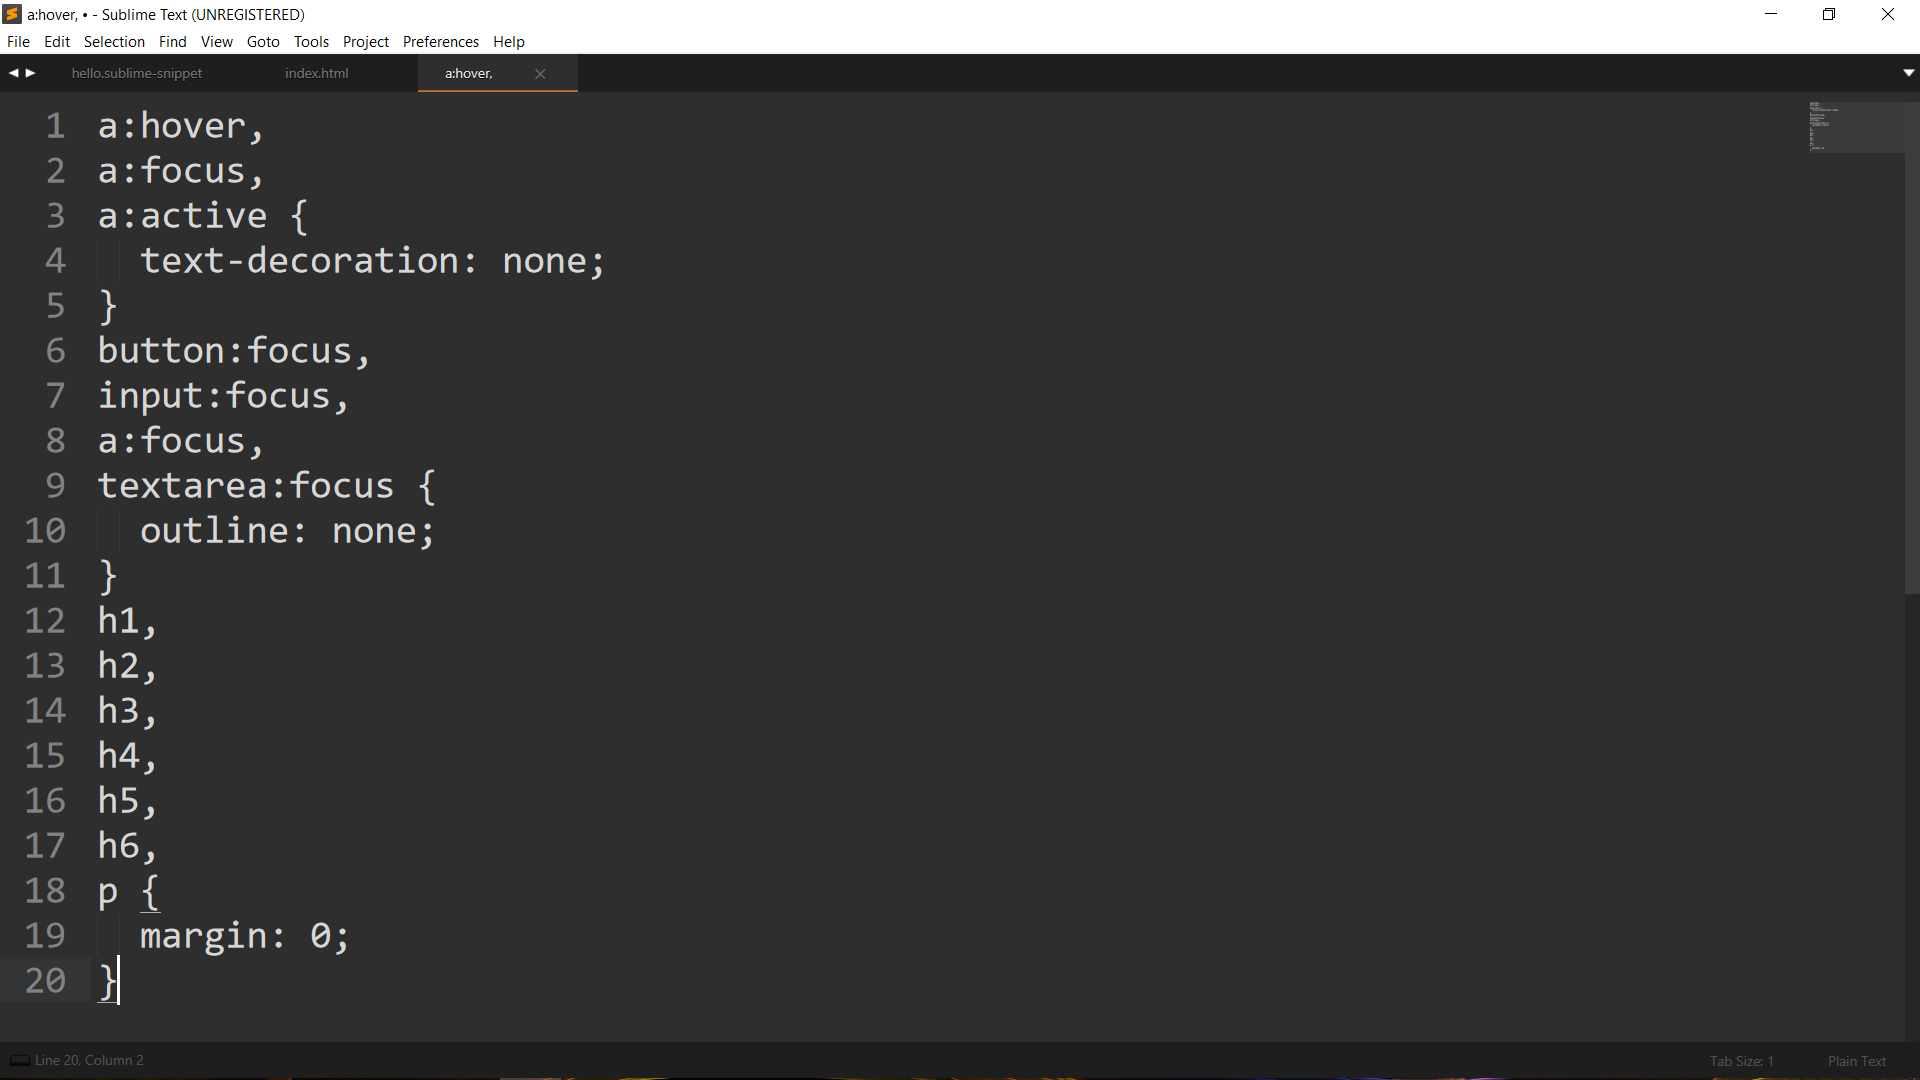 a:hover, • - Sublime Text (UNREGISTERED)
File Edit Selection Find View Goto Tools Project Preferences Help
hello.sublime-snippet index.html a:hover,
1 a:hover,
2 a:focus,
3 a:active {
4 text-decoration: none;
5 }
6 button:focus,
7 input:focus,
8 a:focus,
9 textarea:focus {
10 outline: none;
11 }
12 h1,
13 h2,
14 h3,
15 h4,
16 h5,
17 h6,
18 p {
19 margin: 0;
20 }
Line 20, Column 2 Tab Size: 1 Plain Text